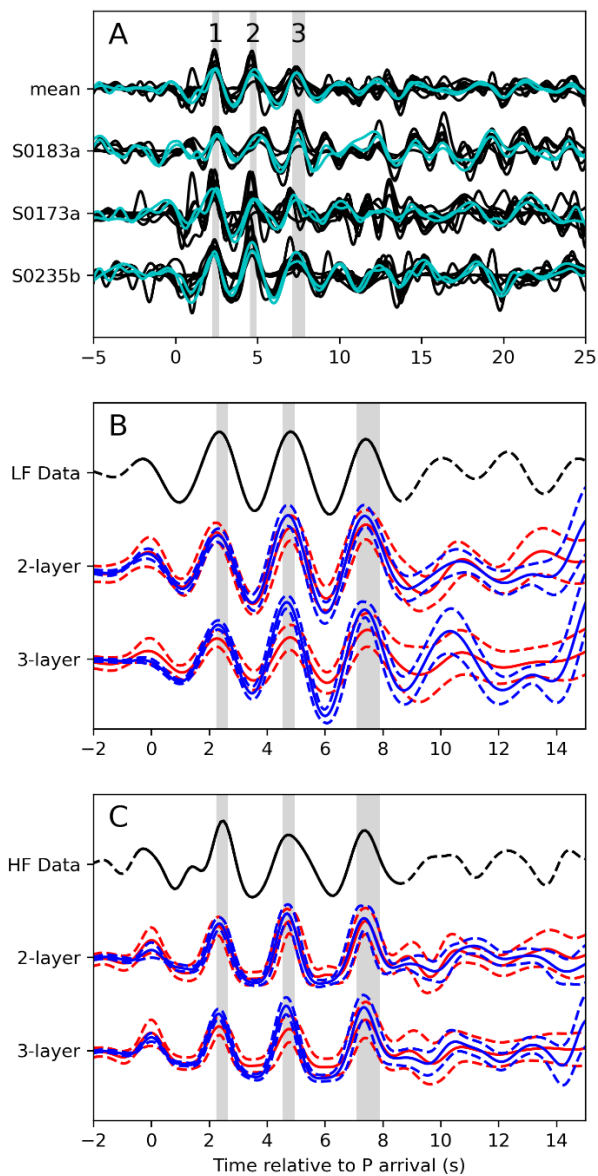 A 1 2 3
mean
S0183a
S0173a
S0235b
−5 0 5 10 15 20 25
B
LF Data
2-layer
3-layer
−2 0 2 4 6 8 10 12 14
C
HF Data
2-layer
3-layer
−2 0 2 4 6 8 10 12 14
Time relative to P arrival (s)